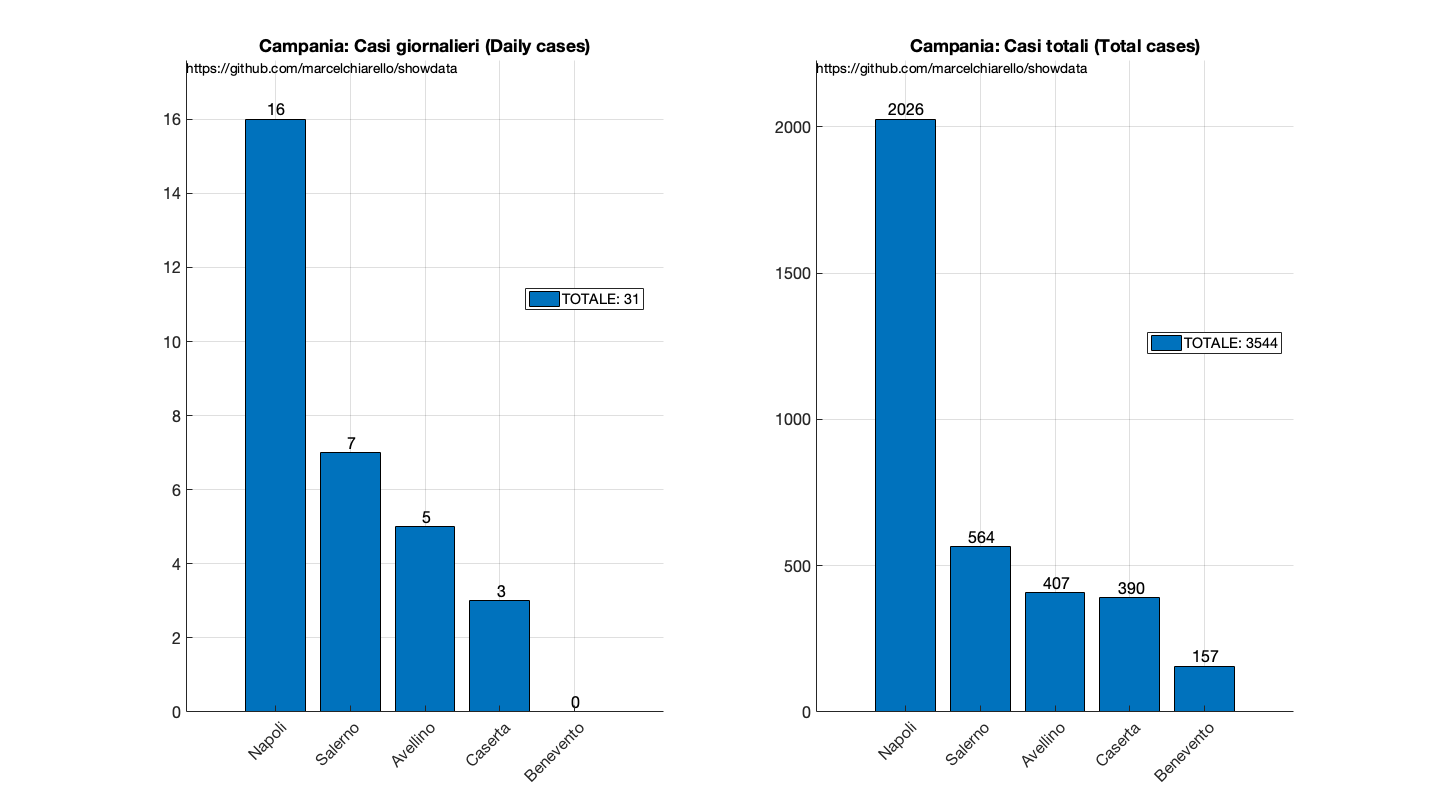 Campania: Casi giornalieri (Daily cases)
https://github.com/marcelchiarello/showdata
16
14
12
10
8
6
4
2
0
16
7
5
3
0
TOTALE: 31
Napoli
Salerno
Avellino
Caserta
Benevento
Campania: Casi totali (Total cases)
https://github.com/marcelchiarello/showdata
2000
1500
1000
500
0
2026
564
407
390
157
TOTALE: 3544
Napoli
Salerno
Avellino
Caserta
Benevento